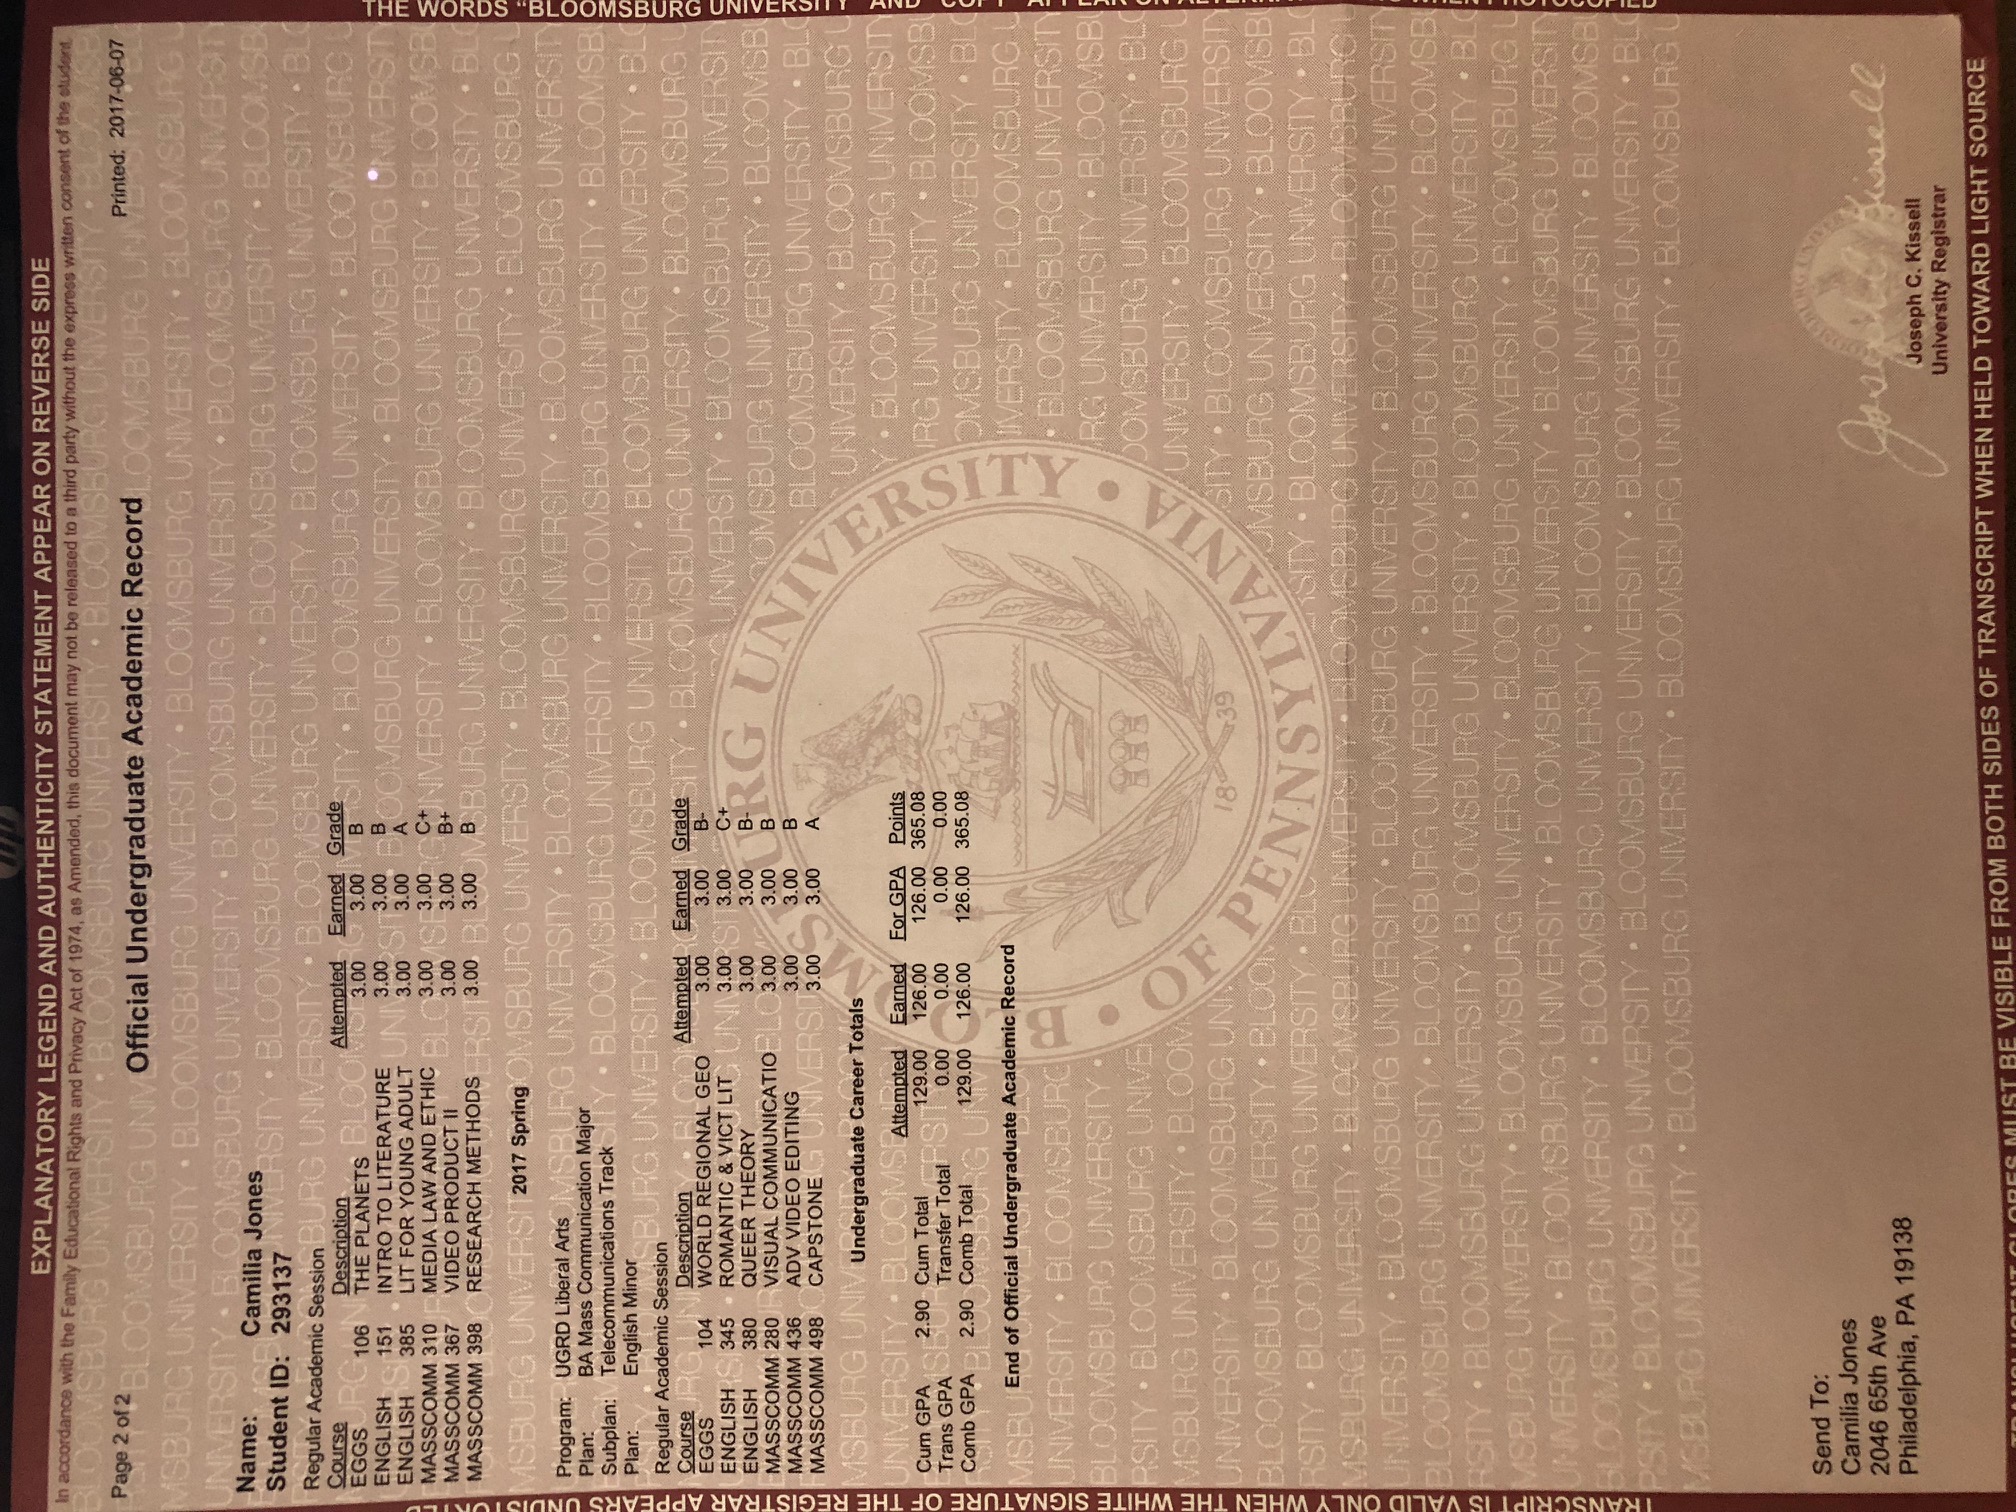 THE WORDS "BLOOMSBURG UNIVERSITY" AND "COPY" APPEAR ON
EXPLANATORY LEGEND AND AUTHENTICITY STATEMENT APPEAR ON REVERSE SIDE
In accordance with the Family Educational Rights and Privacy Act of 1974, as Amended, this document may not be released to a third party without the express written consent of the student.
Page 2 of 2
Official Undergraduate Academic Record
Printed: 2017-06-07
Name: Camilia Jones
Student ID: 293137
Regular Academic Session
Course Description Attempted Earned Grade
EGGS 106 THE PLANETS 3.00 3.00 B
ENGLISH 151 INTRO TO LITERATURE 3.00 3.00 B
ENGLISH 385 LIT FOR YOUNG ADULT 3.00 3.00 A
MASSCOMM 310 MEDIA LAW AND ETHIC 3.00 3.00 C+
MASSCOMM 367 VIDEO PRODUCT II 3.00 3.00 B+
MASSCOMM 398 RESEARCH METHODS 3.00 3.00 B
2017 Spring
Program: UGRD Liberal Arts
Plan: BA Mass Communication Major
Subplan: Telecommunications Track
Plan: English Minor
Regular Academic Session
Course Description Attempted Earned Grade
EGGS 104 WORLD REGIONAL GEO 3.00 3.00 B-
ENGLISH 345 ROMANTIC & VICT LIT 3.00 3.00 C+
ENGLISH 380 QUEER THEORY 3.00 3.00 B-
MASSCOMM 280 VISUAL COMMUNICATIO 3.00 3.00 B
MASSCOMM 436 ADV VIDEO EDITING 3.00 3.00 B
MASSCOMM 498 CAPSTONE 3.00 3.00 A
Undergraduate Career Totals
Attempted Earned For GPA Points
Cum GPA 2.90 Cum Total 129.00 126.00 126.00 365.08
Trans GPA Transfer Total 0.00 0.00 0.00 0.00
Comb GPA 2.90 Comb Total 129.00 126.00 126.00 365.08
End of Official Undergraduate Academic Record
BLOOMSBURG UNIVERSITY • OF PENNSYLVANIA •
18 39
Send To:
Camilia Jones
2046 65th Ave
Philadelphia, PA 19138
Joseph C. Kissell
Joseph C. Kissell
University Registrar
MUST BE VISIBLE FROM BOTH SIDES OF TRANSCRIPT WHEN HELD TOWARD LIGHT SOURCE
TRANSCRIPT IS VALID ONLY WHEN THE WHITE SIGNATURE OF THE REGISTRAR APPEARS UNDISTORTED